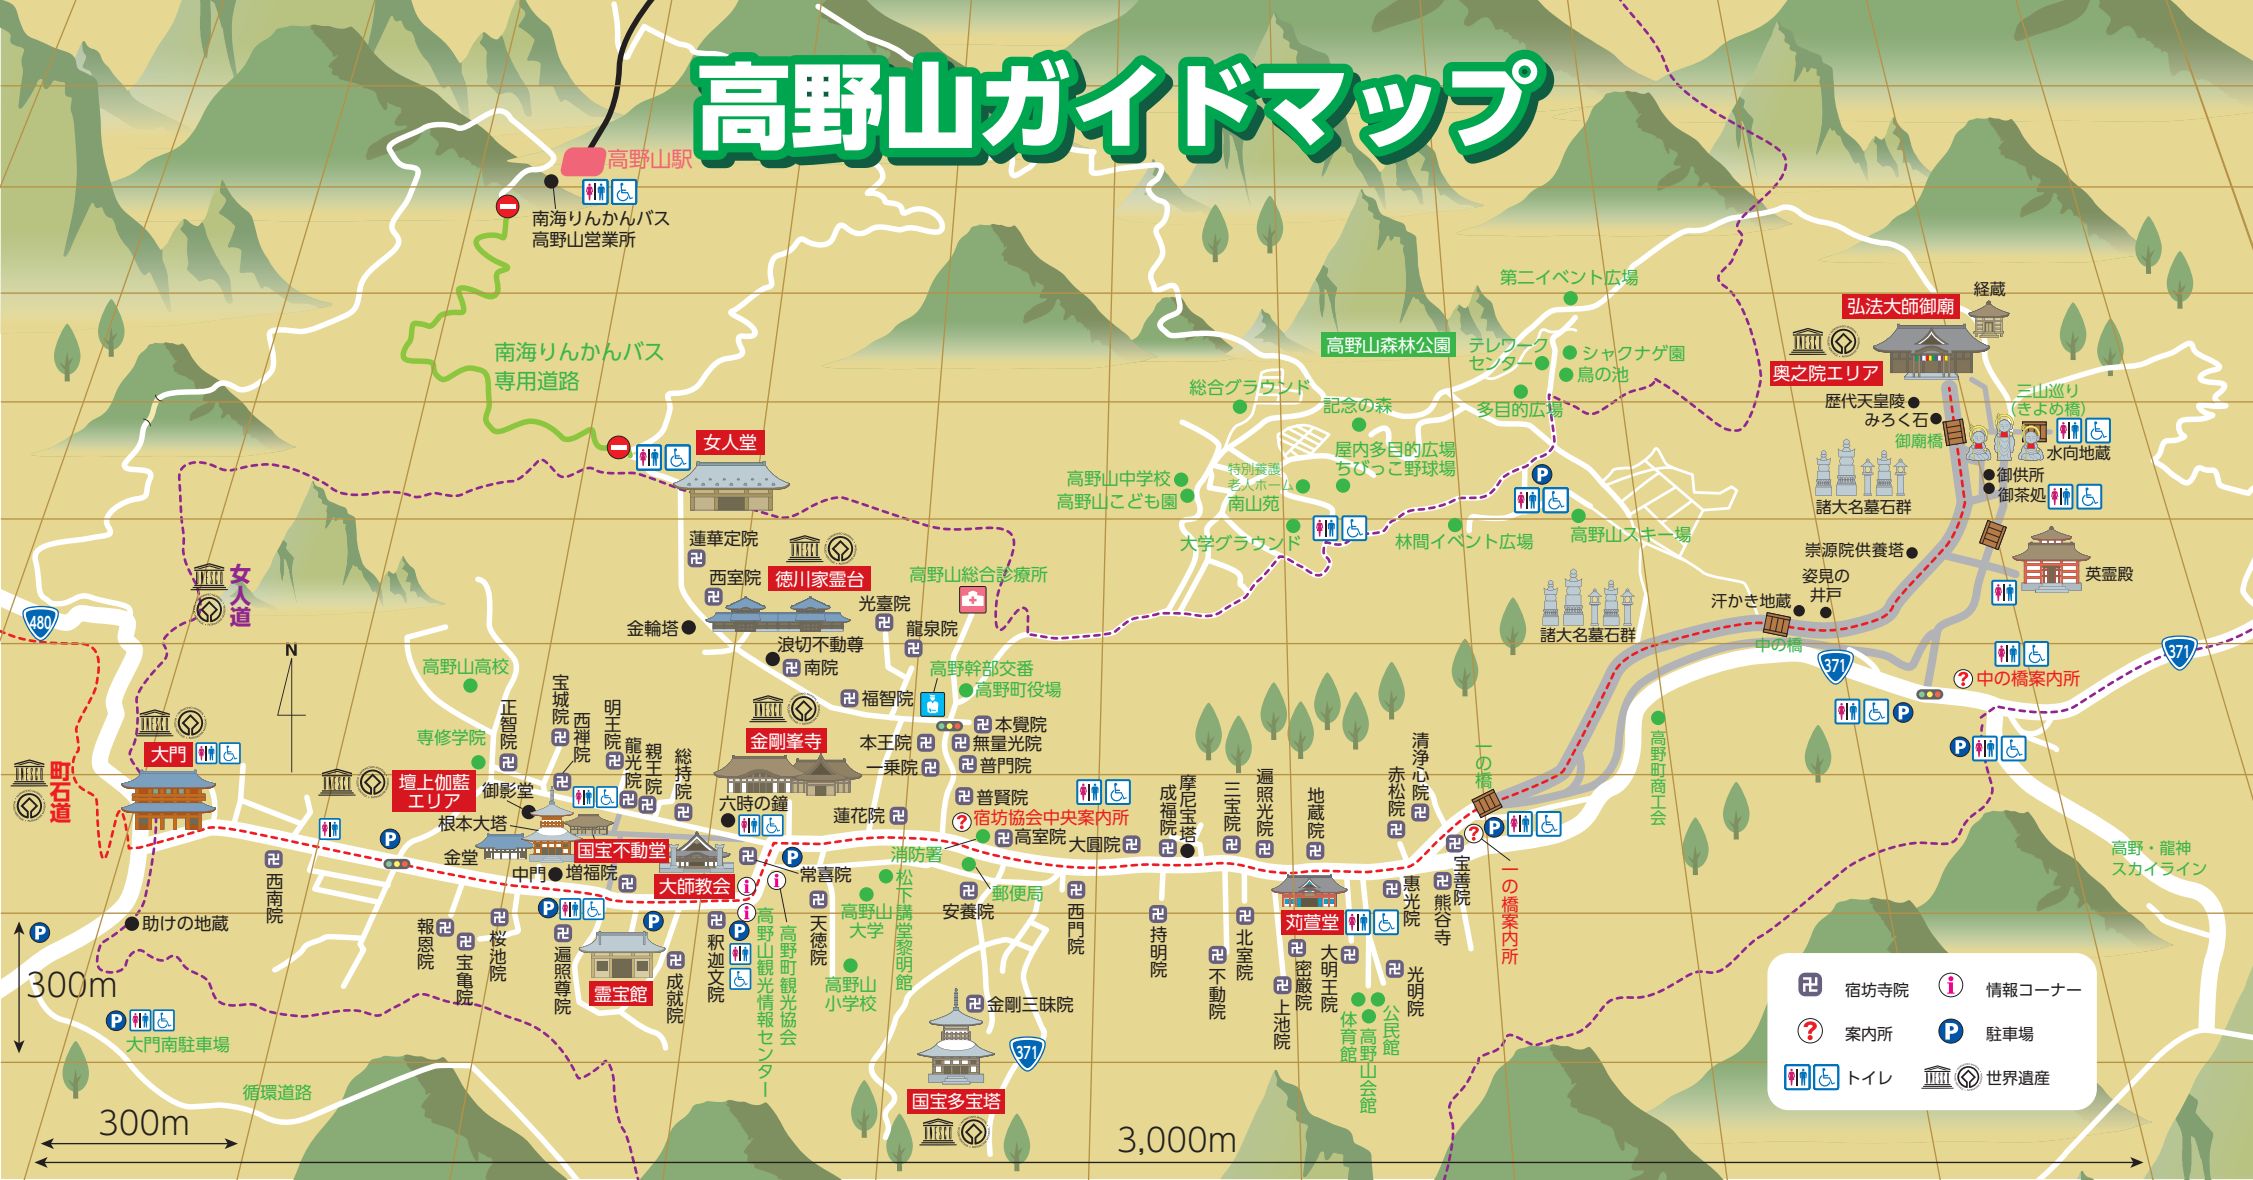 高野山ガイドマップ
高野山駅
南海りんかんバス
高野山営業所
南海りんかんバス
専用道路
女人堂
蓮華定院
西室院
徳川家霊台
金輪塔
浪切不動尊
南院
光臺院
龍泉院
高野山総合診療所
高野幹部交番
高野町役場
福智院
本覺院
本王院
無量光院
一乗院
普門院
普賢院
宿坊協会中央案内所
蓮花院
高室院
消防署
大圓院
郵便局
安養院
西門院
金剛峯寺
六時の鐘
女人道
480
N
高野山高校
専修学院
正智院
宝城院
西禅院
明王院
龍光院
親王院
総持院
大門
町石道
壇上伽藍
エリア
御影堂
根本大塔
金堂
中門
増福院
国宝不動堂
大師教会
常喜院
西南院
助けの地蔵
報恩院
宝亀院
桜池院
遍照尊院
霊宝館
成就院
釈迦文院
高野山観光情報センター
高野町観光協会
天徳院
高野山
大学
松下講堂黎明館
高野山
小学校
金剛三昧院
371
国宝多宝塔
大門南駐車場
循環道路
300m
300m
3,000m
第二イベント広場
高野山森林公園
テレワーク
センター
シャクナゲ園
鳥の池
総合グラウンド
記念の森
多目的広場
屋内多目的広場
ちびっこ野球場
高野山中学校
高野山こども園
特別養護
老人ホーム
南山苑
大学グラウンド
林間イベント広場
高野山スキー場
成福院
摩尼宝塔
三宝院
遍照光院
地蔵院
赤松院
清浄心院
一の橋
高野町商工会
持明院
不動院
北室院
苅萱堂
密厳院
上池院
大明王院
恵光院
熊谷寺
宝善院
光明院
体育館
高野山会館
公民館
一の橋案内所
弘法大師御廟
経蔵
奥之院エリア
歴代天皇陵
みろく石
御廟橋
三山巡り
(きよめ橋)
水向地蔵
御供所
御茶処
諸大名墓石群
崇源院供養塔
姿見の
井戸
汗かき地蔵
英霊殿
諸大名墓石群
中の橋
371
371
中の橋案内所
高野・龍神
スカイライン
宿坊寺院
情報コーナー
案内所
駐車場
トイレ
世界遺産